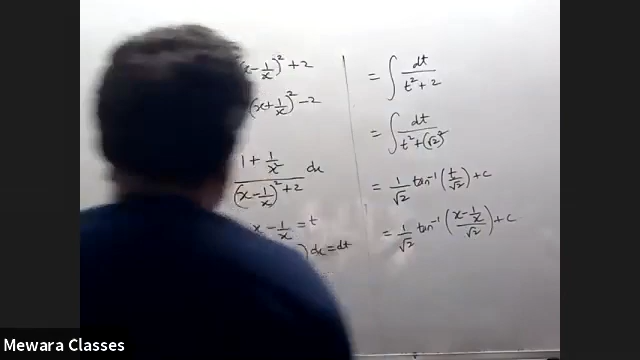 x - 1/x)² + 2
(x + 1/x)² - 2
1 + 1/x² / (x - 1/x)² + 2 dx
x - 1/x = t
) dx = dt
= ∫ dt / t² + 2
= ∫ dt / t² + (√2)²
= 1/√2 tan⁻¹ (t/√2) + c
= 1/√2 tan⁻¹ (x - 1/x / √2) + c
Mewara Classes